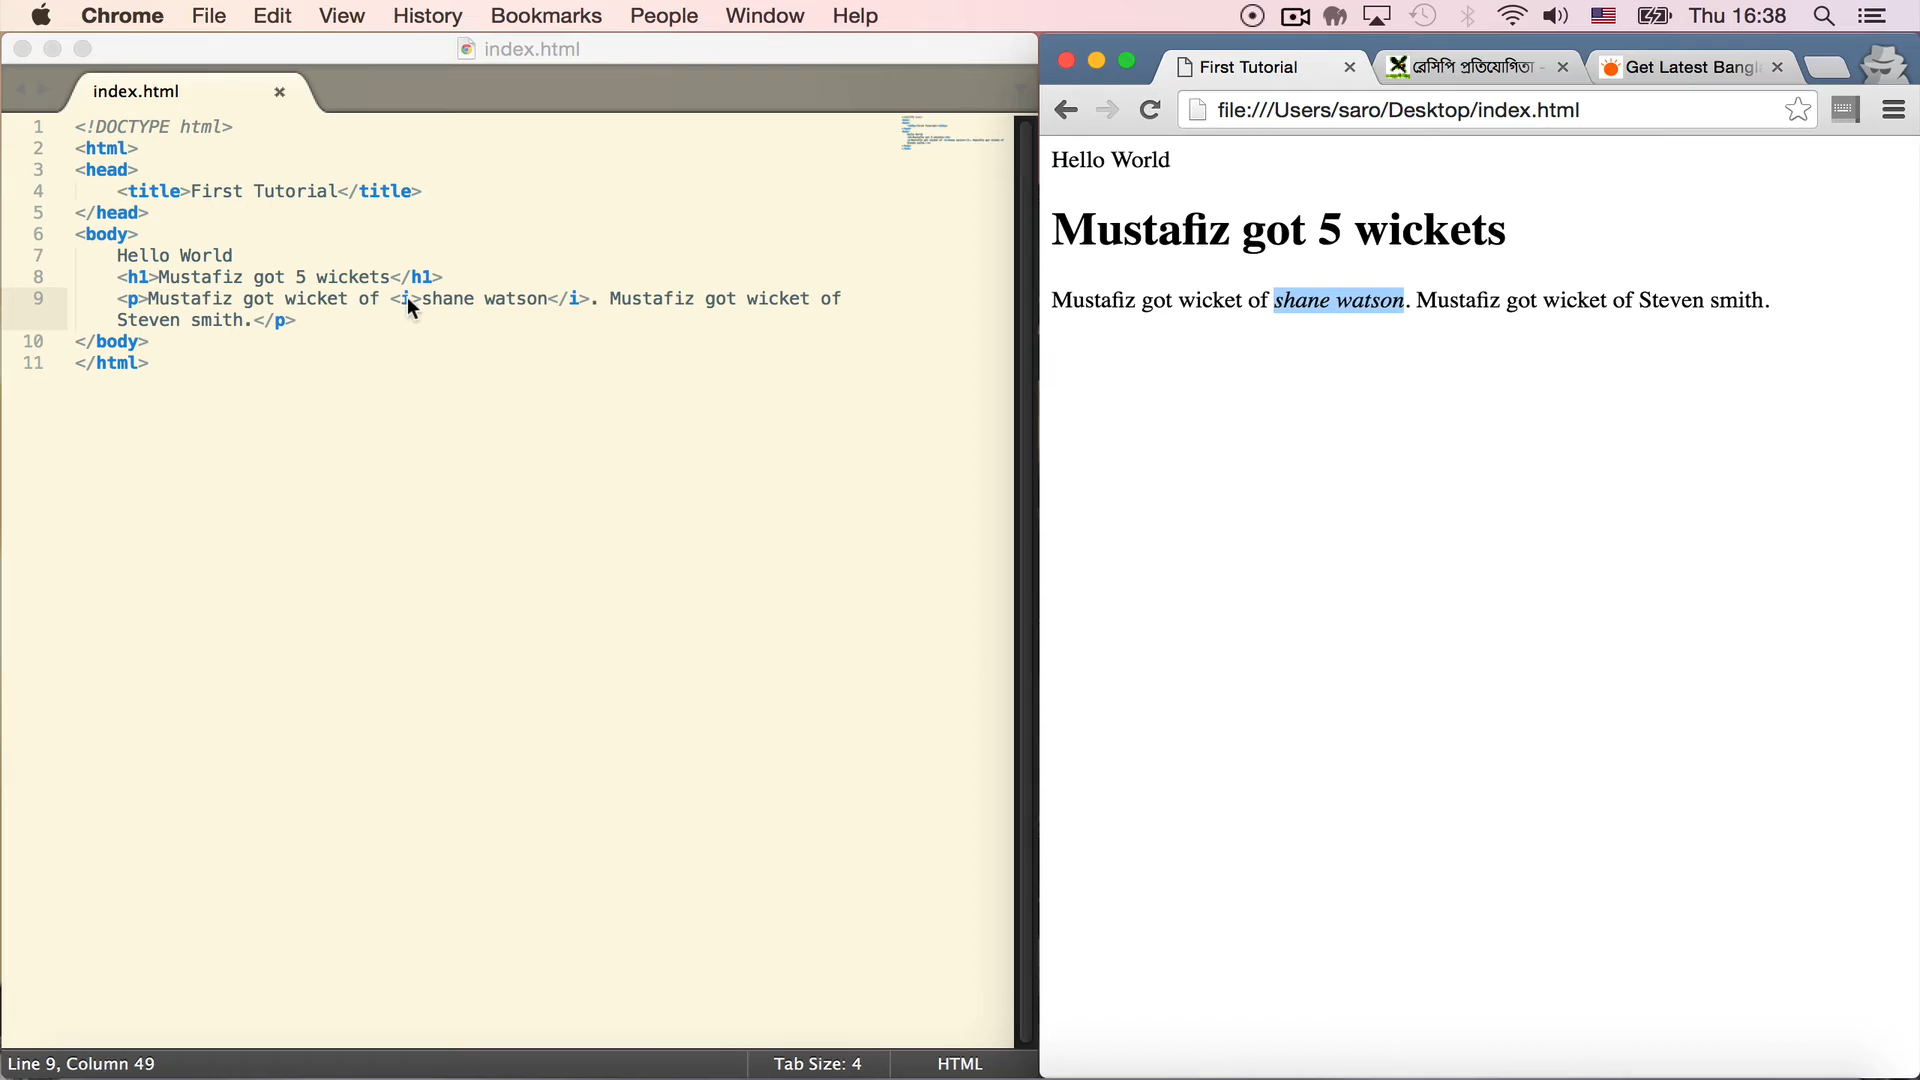 Chrome File Edit View History Bookmarks People Window Help Thu 16:38
index.html
index.html
1 <!DOCTYPE html>
2 <html>
3 <head>
4 <title>First Tutorial</title>
5 </head>
6 <body>
7 Hello World
8 <h1>Mustafiz got 5 wickets</h1>
9 <p>Mustafiz got wicket of <i>shane watson</i>. Mustafiz got wicket of
Steven smith.</p>
10 </body>
11 </html>
Line 9, Column 49 Tab Size: 4 HTML
First Tutorial রেসিপি প্রতিযোগিতা - Get Latest Bangl
file:///Users/saro/Desktop/index.html
Hello World
Mustafiz got 5 wickets
Mustafiz got wicket of shane watson. Mustafiz got wicket of Steven smith.